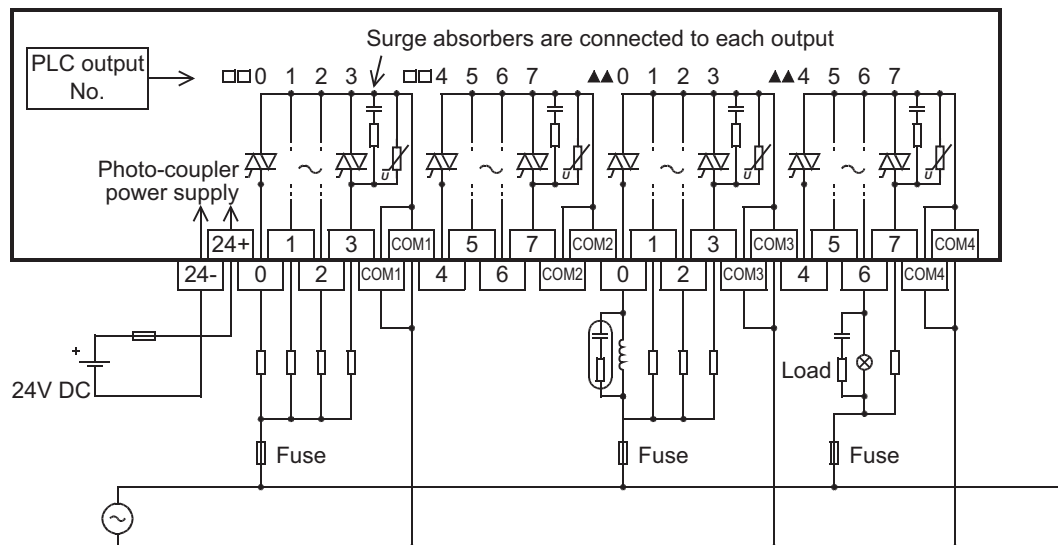 Surge absorbers are connected to each output
PLC output
No.
□□0 1 2 3 □□4 5 6 7 ▲▲0 1 2 3 ▲▲4 5 6 7
Photo-coupler
power supply
u u u u
24+ 1 3 COM1 5 7 COM2 1 3 COM3 5 7 COM4
24- 0 2 COM1 4 6 COM2 0 2 COM3 4 6 COM4
+
24V DC
Load
Fuse Fuse Fuse